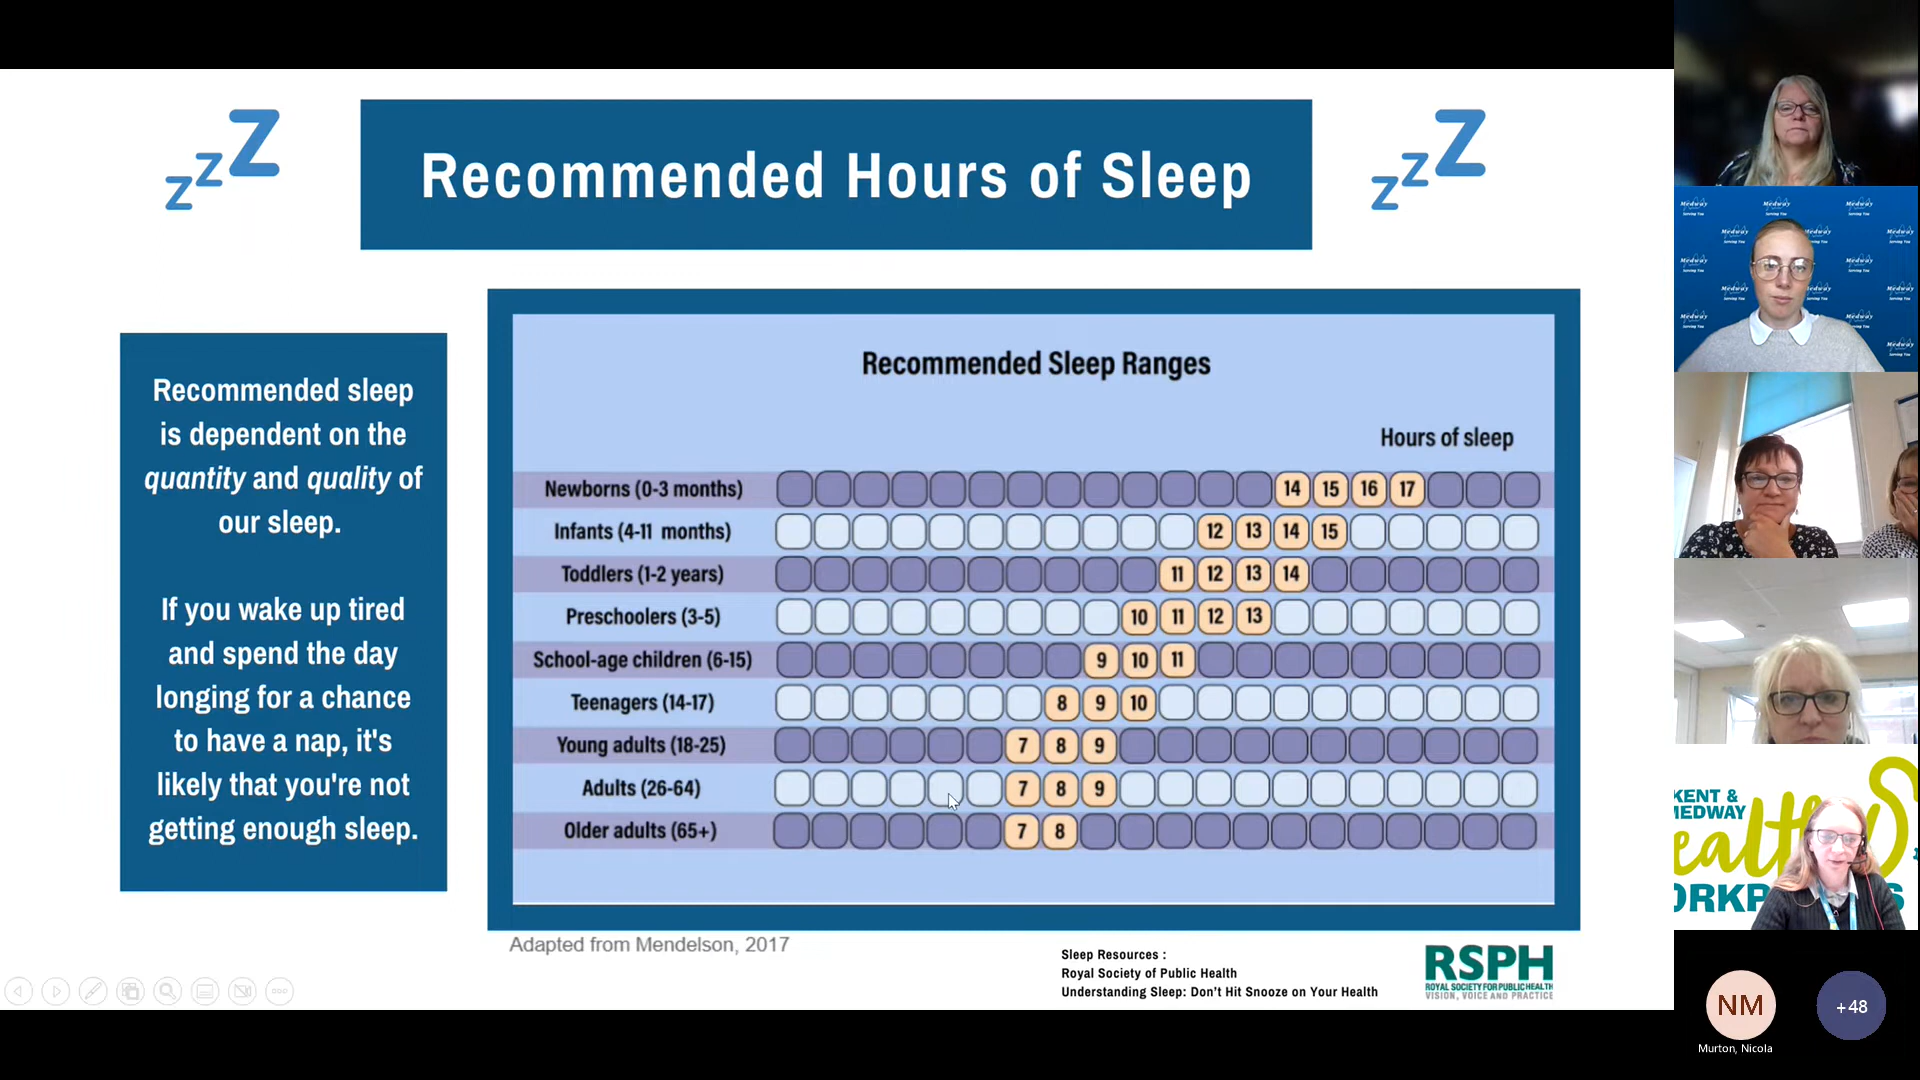 Recommended Hours of Sleep
z z Z
z z Z
Recommended sleep
is dependent on the
quantity and quality of
our sleep.
If you wake up tired
and spend the day
longing for a chance
to have a nap, it's
likely that you're not
getting enough sleep.
Recommended Sleep Ranges
Hours of sleep
Newborns (0-3 months) 14 15 16 17
Infants (4-11 months) 12 13 14 15
Toddlers (1-2 years) 11 12 13 14
Preschoolers (3-5) 10 11 12 13
School-age children (6-15) 9 10 11
Teenagers (14-17) 8 9 10
Young adults (18-25) 7 8 9
Adults (26-64) 7 8 9
Older adults (65+) 7 8
Adapted from Mendelson, 2017
Sleep Resources :
Royal Society of Public Health
Understanding Sleep: Don't Hit Snooze on Your Health
RSPH
ROYAL SOCIETY FOR PUBLIC HEALTH
VISION, VOICE AND PRACTICE
Medway
Serving You
KENT &
MEDWAY
NM
+48
Murton, Nicola